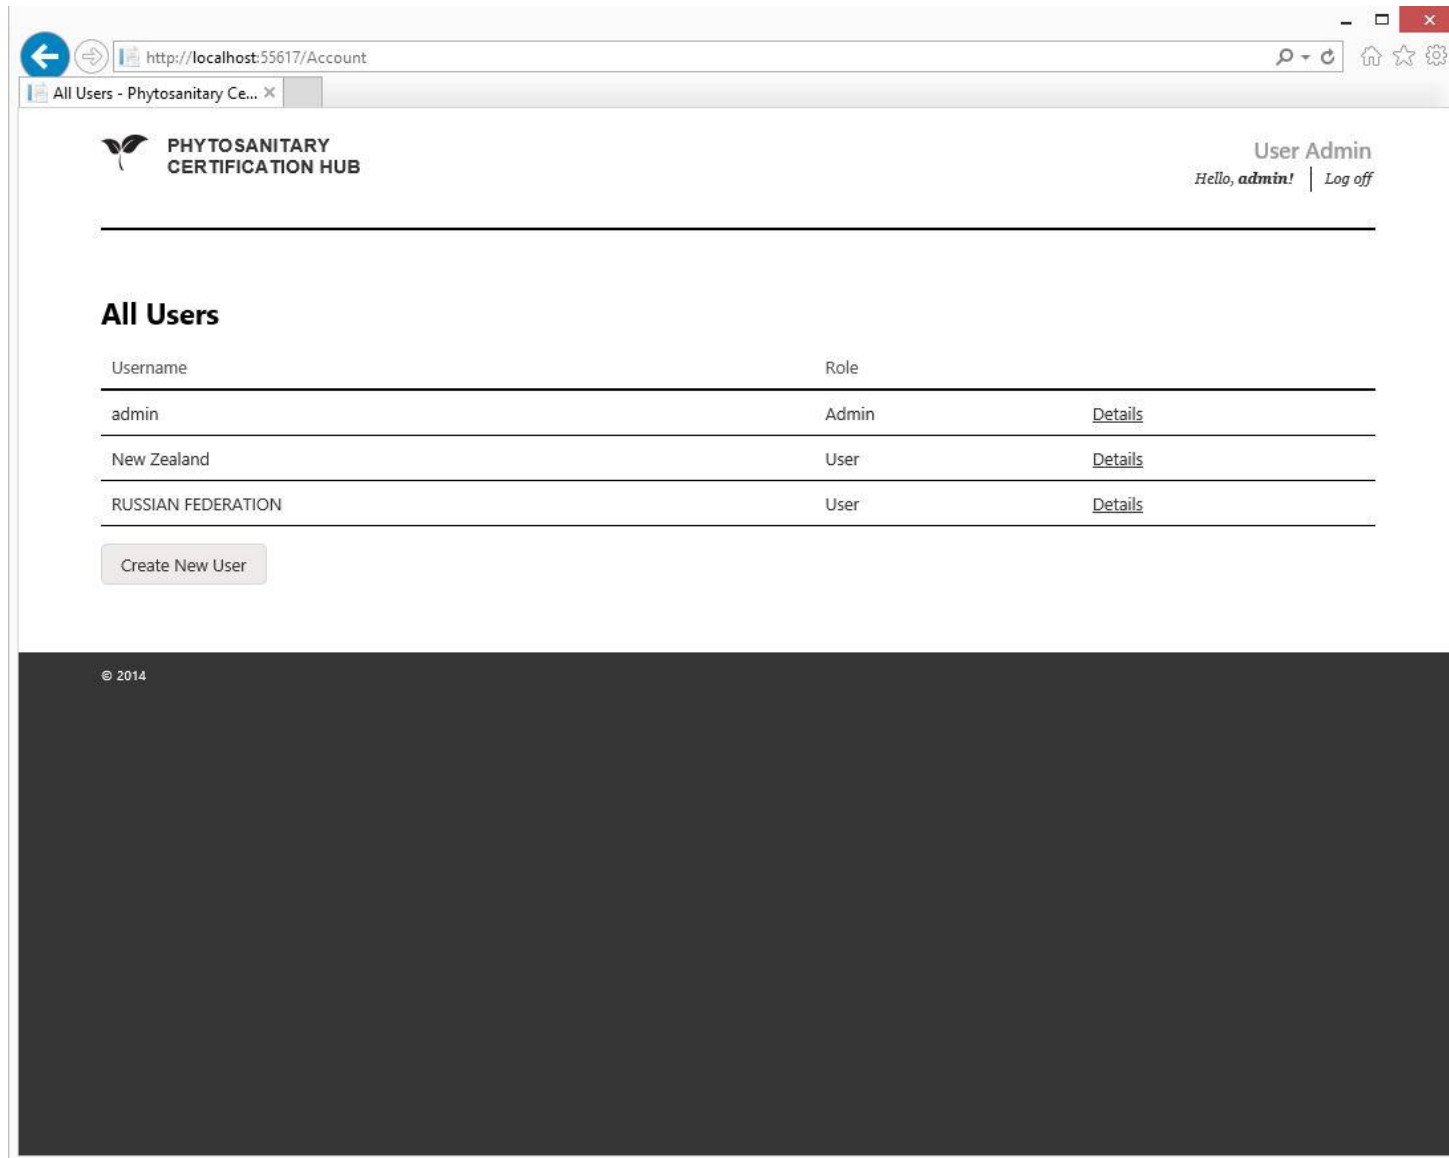 http://localhost:55617/Account
All Users - Phytosanitary Ce...
PHYTOSANITARY
CERTIFICATION HUB
User Admin
Hello, admin! Log off
All Users
Username Role
admin Admin Details
New Zealand User Details
RUSSIAN FEDERATION User Details
Create New User
© 2014